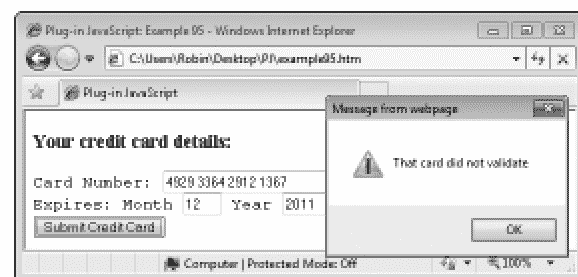 Plug-in JavaScript: Example 95 - Windows Internet Explorer
C:\Users\Robin\Desktop\PJ\example95.htm
Plug-in JavaScript
Message from webpage
Your credit card details:
That card did not validate
Card Number: 4929 3364 2912 1367
Expires: Month 12 Year 2011
Submit Credit Card
OK
Computer | Protected Mode: Off
100%